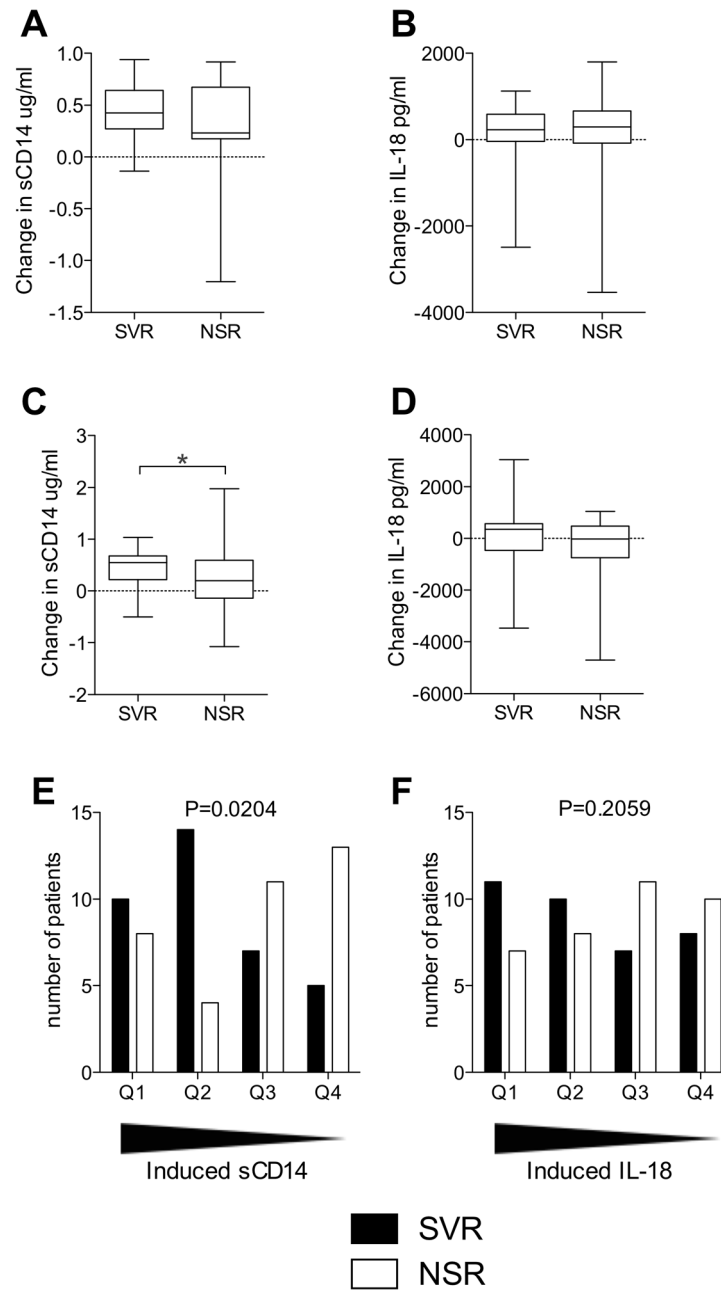 A
Change in sCD14 ug/ml
1.0
0.5
0.0
-0.5
-1.0
-1.5
SVR
NSR
B
Change in IL-18 pg/ml
2000
0
-2000
-4000
SVR
NSR
C
Change in sCD14 ug/ml
3
2
1
0
-1
-2
*
SVR
NSR
D
Change in IL-18 pg/ml
4000
2000
0
-2000
-4000
-6000
SVR
NSR
E
P=0.0204
number of patients
15
10
5
0
Q1 Q2 Q3 Q4
Induced sCD14
F
P=0.2059
number of patients
15
10
5
0
Q1 Q2 Q3 Q4
Induced IL-18
SVR
NSR